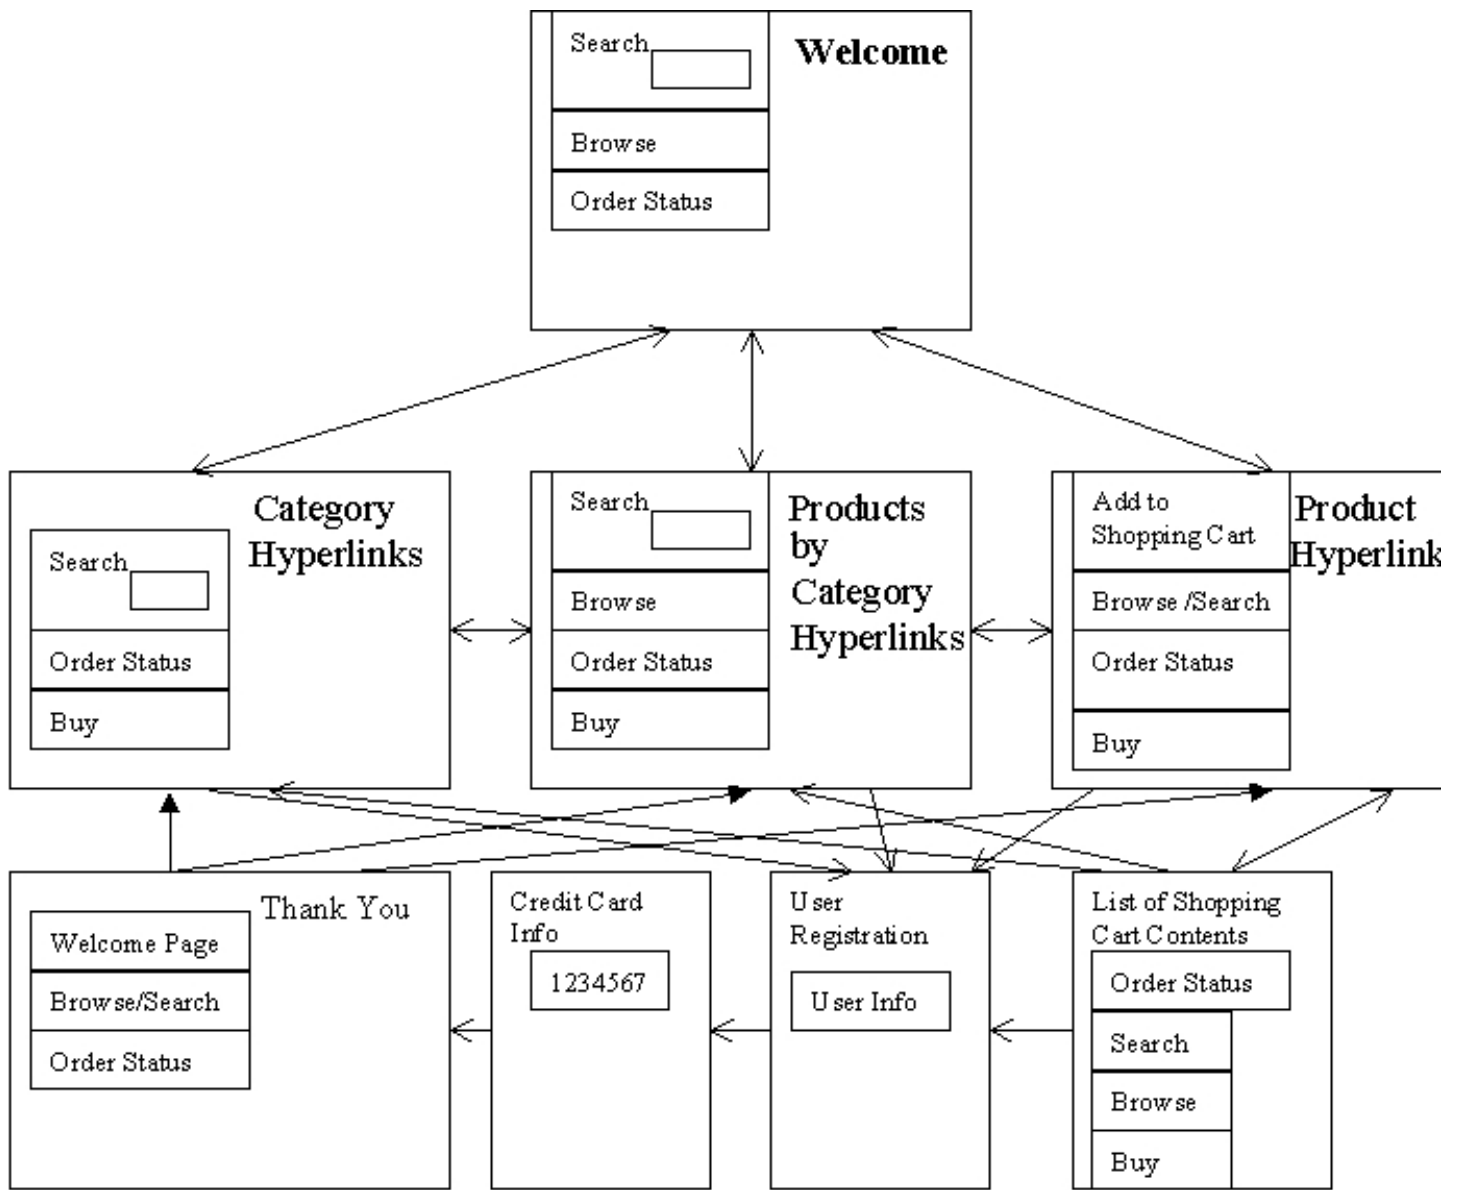 Search
Welcome
Browse
Order Status
Category
Hyperlinks
Search
Order Status
Buy
Search
Products
by
Category
Hyperlinks
Browse
Order Status
Buy
Add to
Shopping Cart
Product
Hyperlink
Browse /Search
Order Status
Buy
Thank You
Welcome Page
Browse/Search
Order Status
Credit Card
Info
1234567
User
Registration
User Info
List of Shopping
Cart Contents
Order Status
Search
Browse
Buy